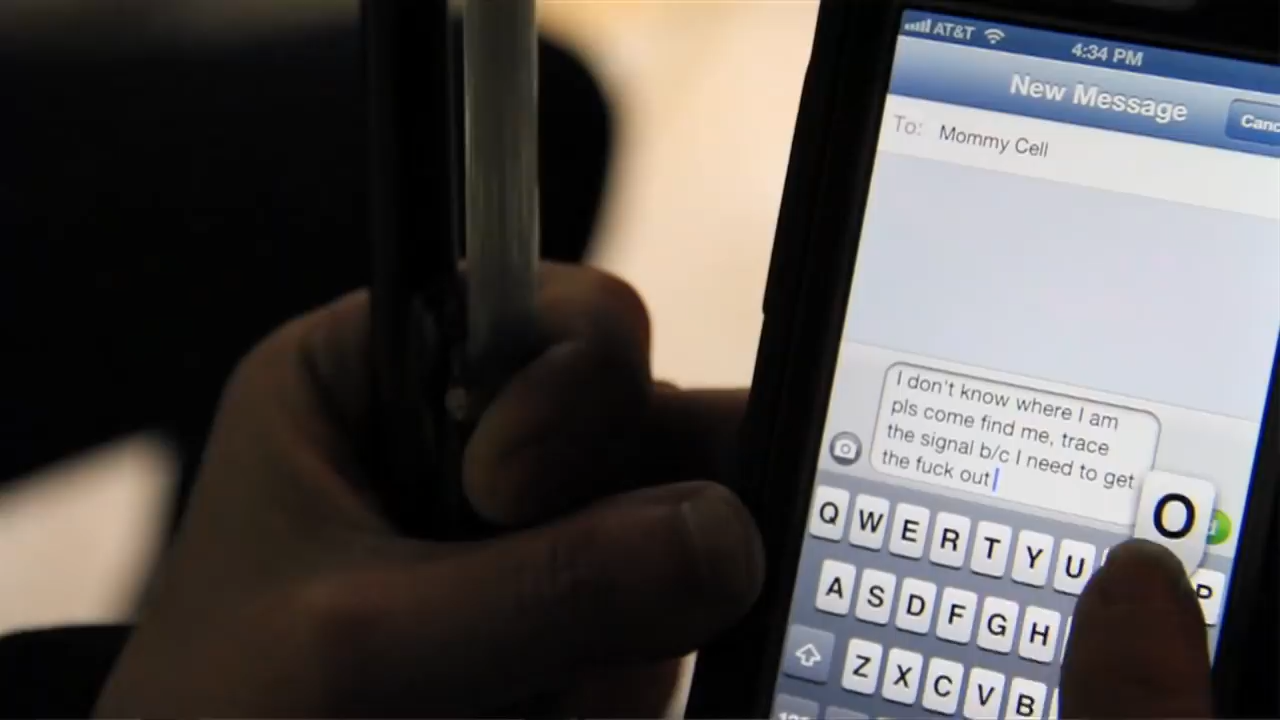 AT&T 4:34 PM
New Message
Canc
To: Mommy Cell
I don't know where I am
pls come find me, trace
the signal b/c I need to get
the fuck out
O
Q W E R T Y U P
A S D F G H
Z X C V B